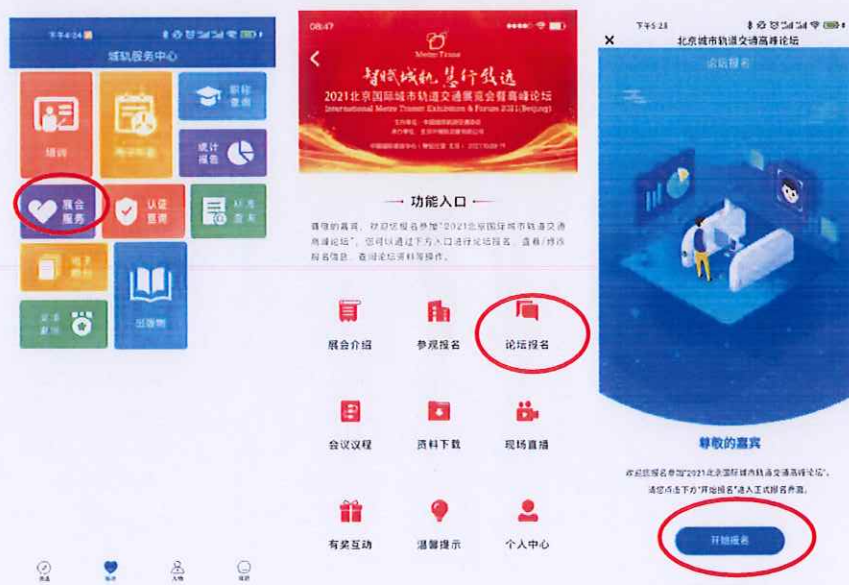 下午4:24
城轨服务中心
培训
职称
查询
统计
报告
展会
服务
认证
查询
标准
查询
电子
出版物
08:47
Metro Trans
智赋城轨 慧行致远
2021北京国际城市轨道交通展览会暨高峰论坛
International Metro Transit Exhibition & Forum 2021(Beijing)
功能入口
尊敬的嘉宾，欢迎您报名参加“2021北京国际城市轨道交通
高峰论坛”，您可以通过下方入口进行论坛报名、查看/修改
报名信息、查阅论坛资料等操作。
展会介绍
参观报名
论坛报名
会议议程
资料下载
现场直播
有奖互动
温馨提示
个人中心
下午5:28
北京城市轨道交通高峰论坛
论坛报名
尊敬的嘉宾
欢迎您报名参加“2021北京国际城市轨道交通高峰论坛”，
请您点击下方“开始报名”进入正式报名界面。
开始报名